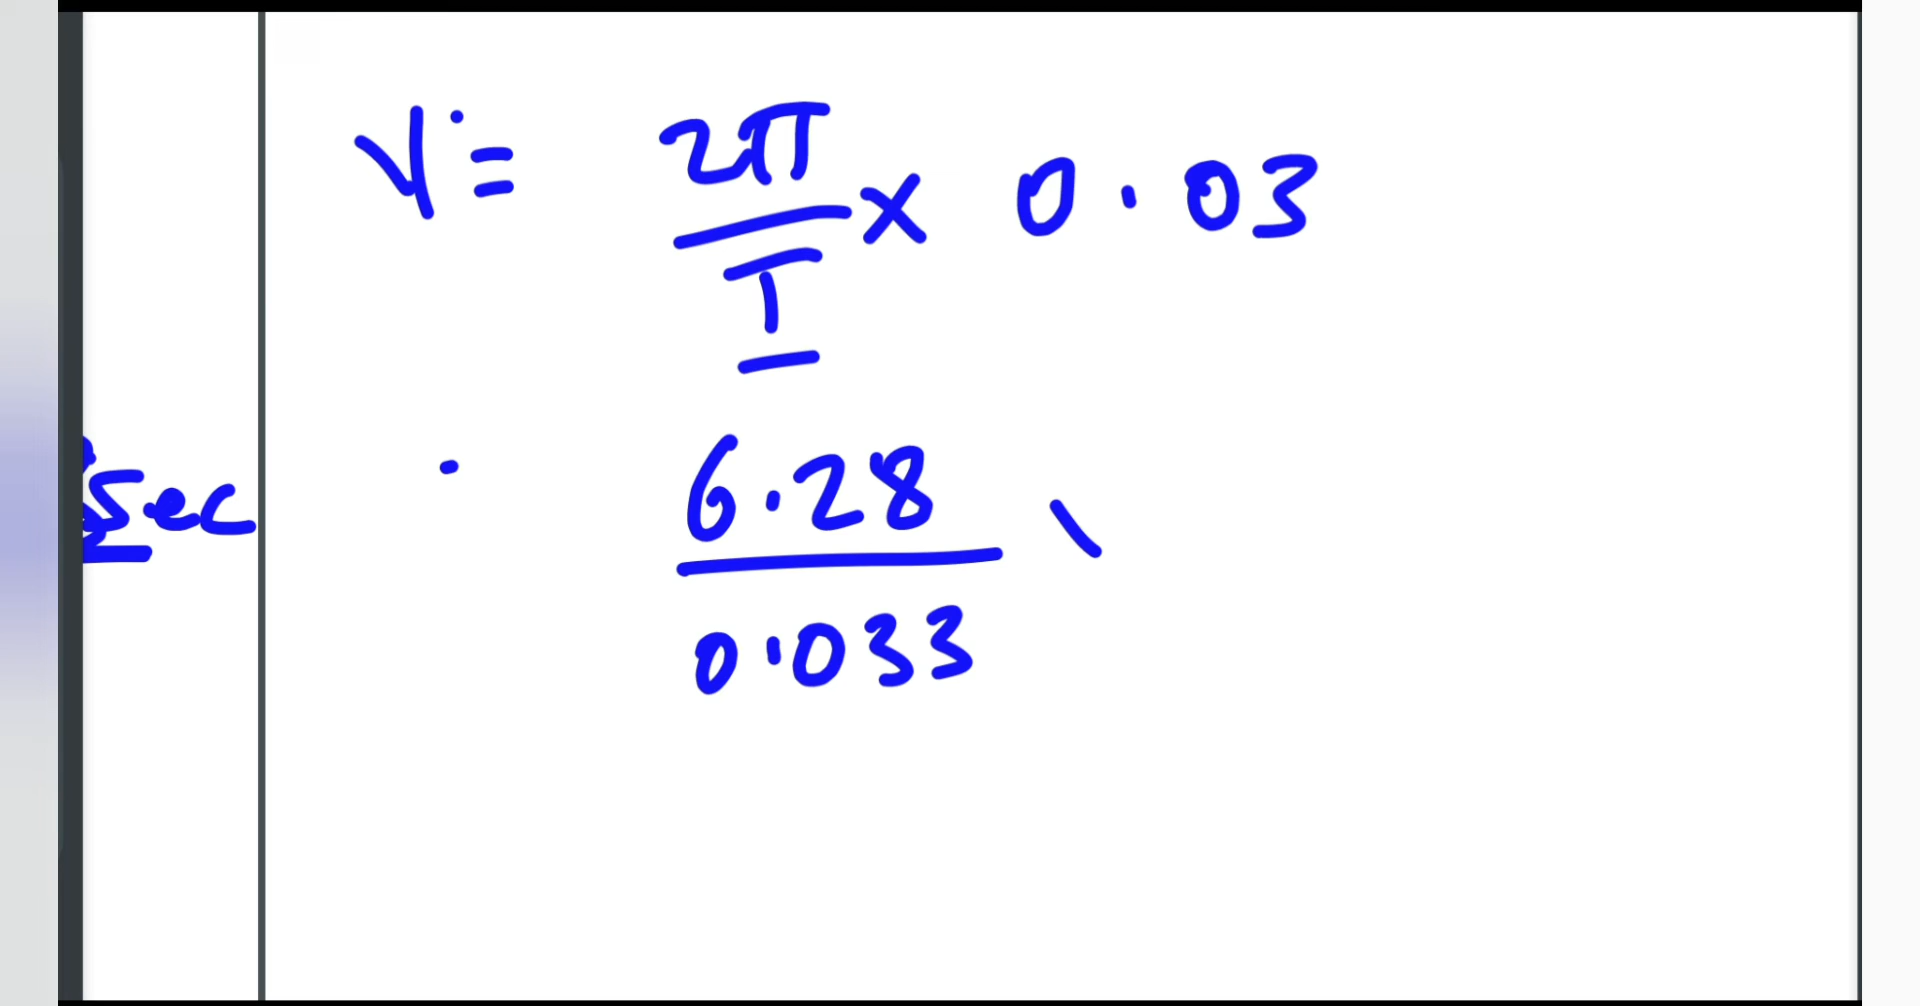 V = 2π/T × 0.03
sec
6.28/0.033 \